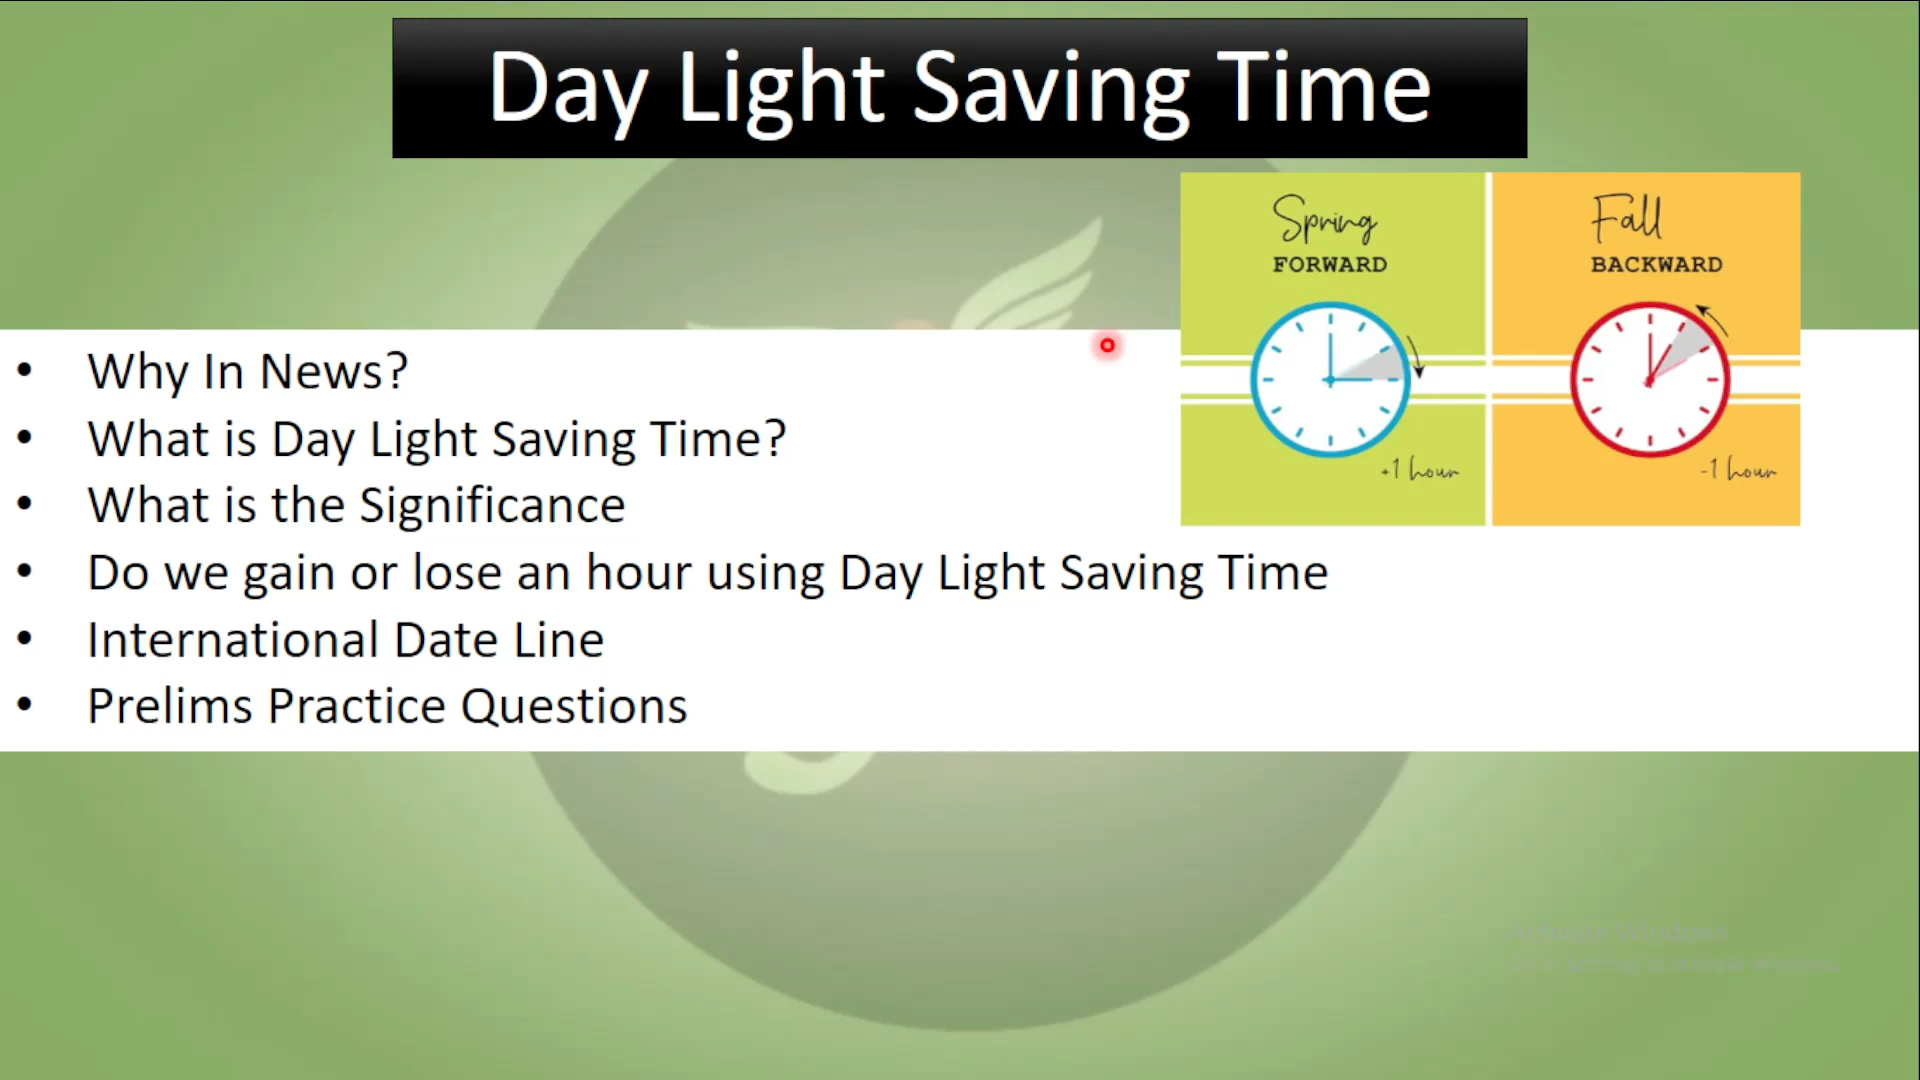 Day Light Saving Time
Spring
FORWARD
Fall
BACKWARD
+1 hour
-1 hour
• Why In News?
• What is Day Light Saving Time?
• What is the Significance
• Do we gain or lose an hour using Day Light Saving Time
• International Date Line
• Prelims Practice Questions
Activate Windows